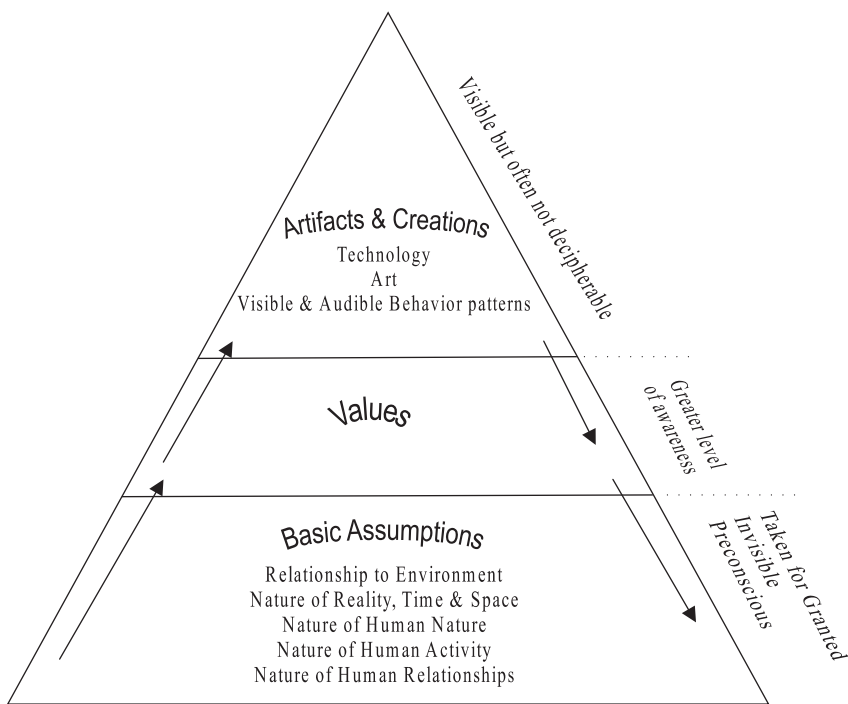 Visible but often not decipherable
Artifacts & Creations
Technology
Art
Visible & Audible Behavior patterns
Values
Greater level
of awareness
Basic Assumptions
Relationship to Environment
Nature of Reality, Time & Space
Nature of Human Nature
Nature of Human Activity
Nature of Human Relationships
Taken for Granted
Invisible
Preconscious